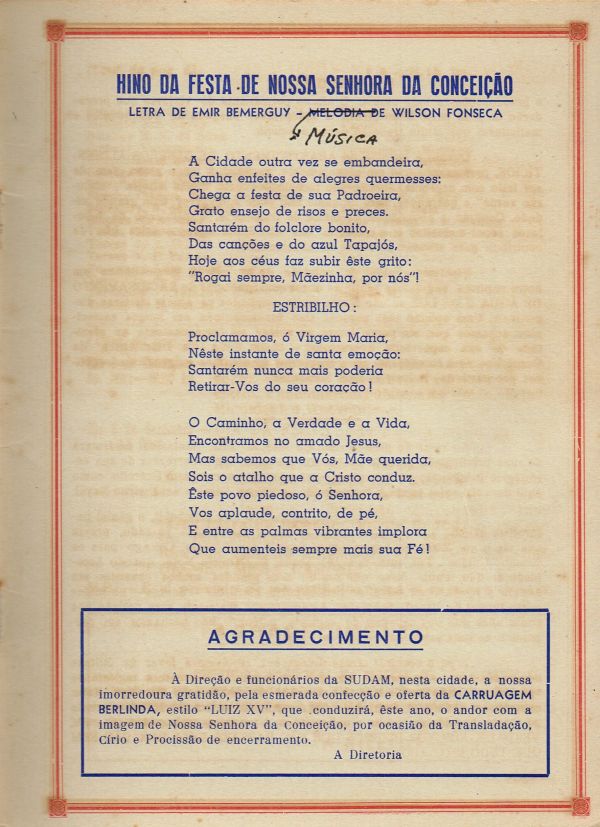 HINO DA FESTA DE NOSSA SENHORA DA CONCEIÇÃO
LETRA DE EMIR BEMERGUY – MELODIA DE WILSON FONSECA
MÚSICA
A Cidade outra vez se embandeira,
Ganha enfeites de alegres quermesses:
Chega a festa de sua Padroeira,
Grato ensejo de risos e preces.
Santarém do folclore bonito,
Das canções e do azul Tapajós,
Hoje aos céus faz subir êste grito:
"Rogai sempre, Mãezinha, por nós"!
ESTRIBILHO:
Proclamamos, ó Virgem Maria,
Nêste instante de santa emoção:
Santarém nunca mais poderia
Retirar-Vos do seu coração!
O Caminho, a Verdade e a Vida,
Encontramos no amado Jesus,
Mas sabemos que Vós, Mãe querida,
Sois o atalho que a Cristo conduz.
Êste povo piedoso, ó Senhora,
Vos aplaude, contrito, de pé,
E entre as palmas vibrantes implora
Que aumenteis sempre mais sua Fé!
AGRADECIMENTO
À Direção e funcionários da SUDAM, nesta cidade, a nossa
imorredoura gratidão, pela esmerada confecção e oferta da CARRUAGEM
BERLINDA, estilo "LUIZ XV", que conduzirá, êste ano, o andor com a
imagem de Nossa Senhora da Conceição, por ocasião da Transladação,
Círio e Procissão de encerramento.
A Diretoria